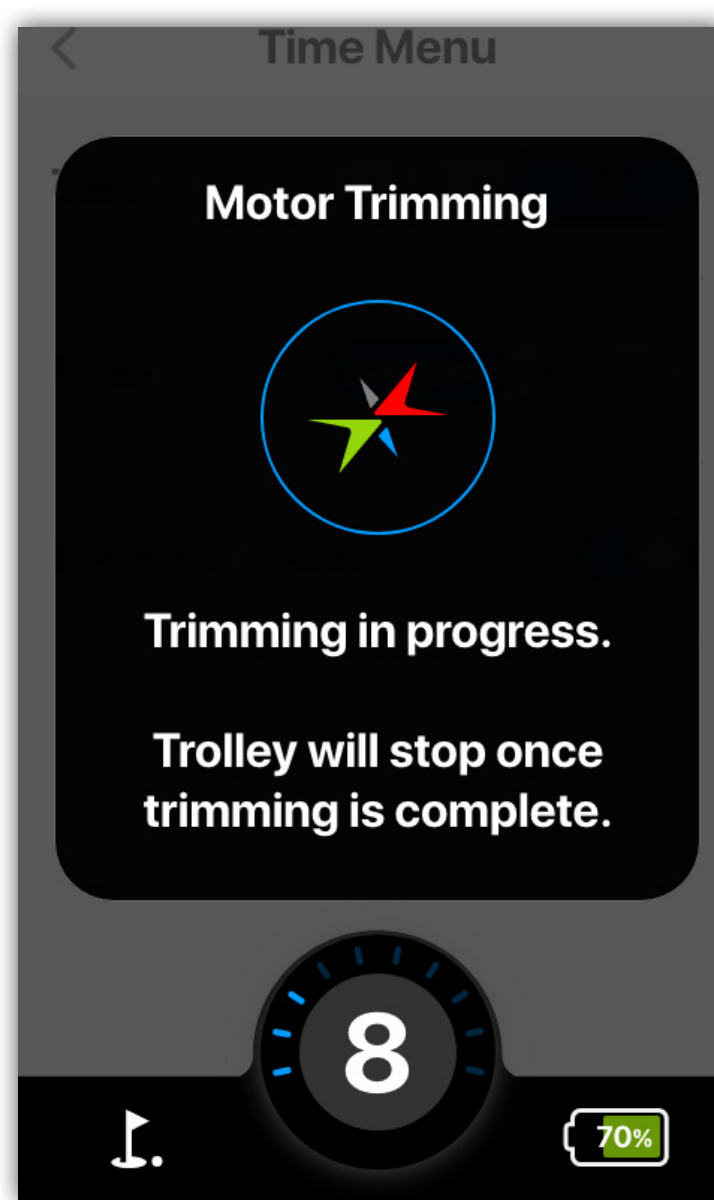 Time Menu
Motor Trimming
Trimming in progress.
Trolley will stop once
trimming is complete.
8
70%